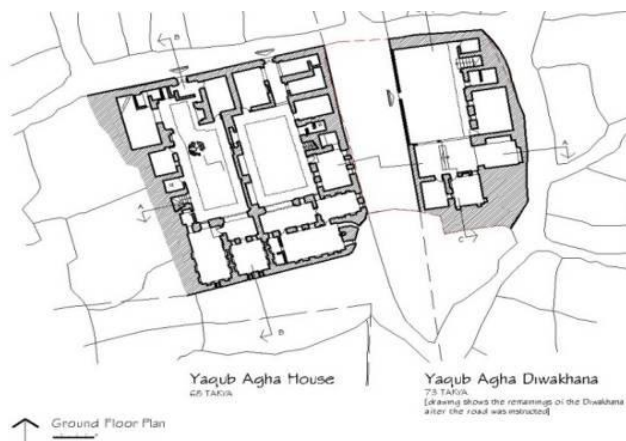 Yaqub Agha House
68 TAKYA
Yaqub Agha Diwakhana
73 TAKYA
[drawing shows the remainings of the Diwakhana
after the road was
Ground Floor Plan
B
A
A
C
B